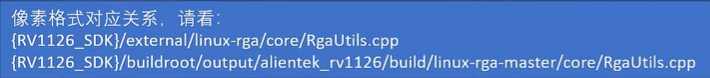 像素格式对应关系，请看：
{RV1126_SDK}/external/linux-rga/core/RgaUtils.cpp
{RV1126_SDK}/buildroot/output/alientek_rv1126/build/linux-rga-master/core/RgaUtils.cpp